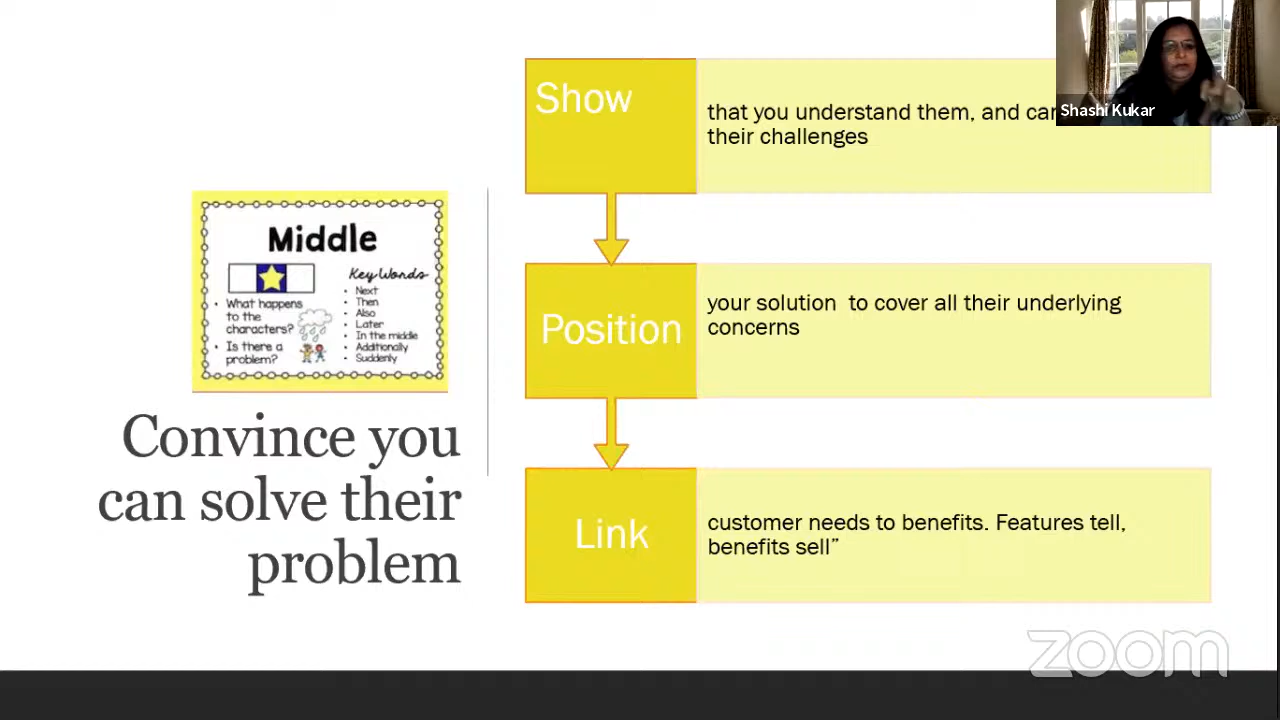 Show
that you understand them, and can
their challenges
Shashi Kukar
Middle
Key Words
• What happens
to the
characters?
• Is there a
problem?
• Next
• Then
• Also
• Later
• In the middle
• Additionally
• Suddenly
Position
your solution to cover all their underlying
concerns
Convince you
can solve their
problem
Link
customer needs to benefits. Features tell,
benefits sell”
zoom